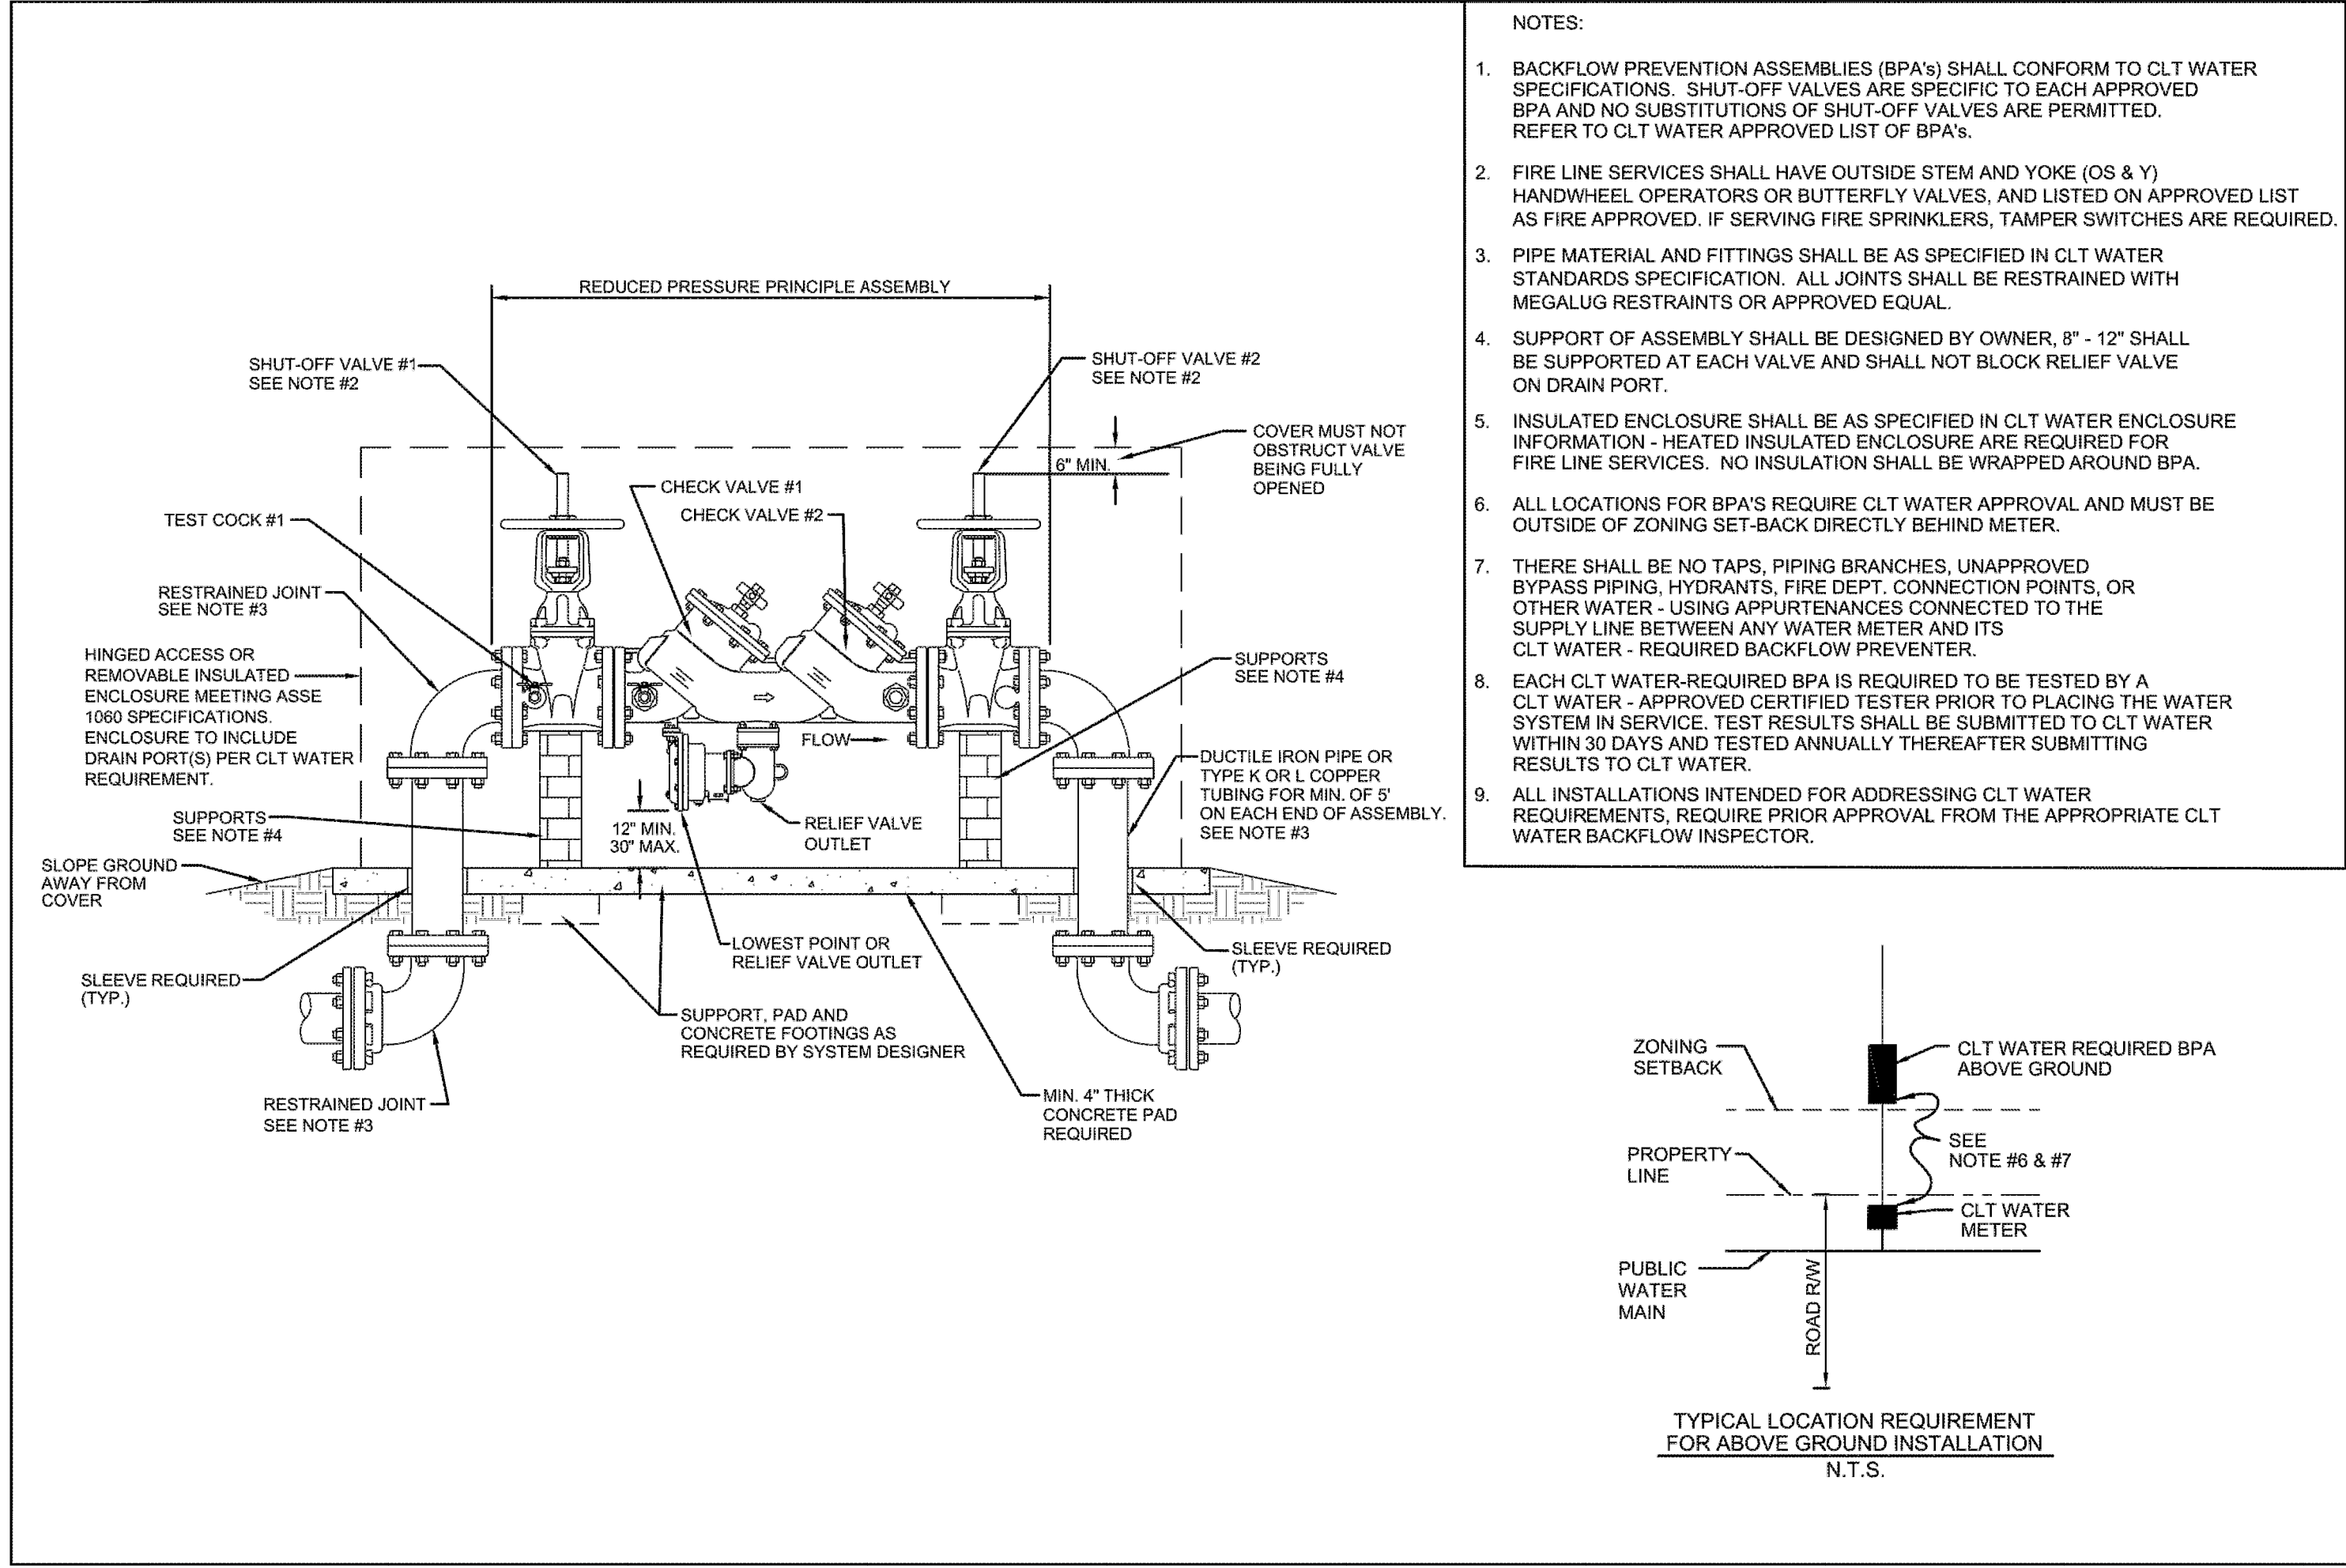 REDUCED PRESSURE PRINCIPLE ASSEMBLY
SHUT-OFF VALVE #1
SEE NOTE #2
SHUT-OFF VALVE #2
SEE NOTE #2
COVER MUST NOT
OBSTRUCT VALVE
BEING FULLY
OPENED
6" MIN.
CHECK VALVE #1
CHECK VALVE #2
TEST COCK #1
RESTRAINED JOINT
SEE NOTE #3
HINGED ACCESS OR
REMOVABLE INSULATED
ENCLOSURE MEETING ASSE
1060 SPECIFICATIONS.
ENCLOSURE TO INCLUDE
DRAIN PORT(S) PER CLT WATER
REQUIREMENT.
SUPPORTS
SEE NOTE #4
FLOW
DUCTILE IRON PIPE OR
TYPE K OR L COPPER
TUBING FOR MIN. OF 5'
ON EACH END OF ASSEMBLY.
SEE NOTE #3
SUPPORTS
SEE NOTE #4
12" MIN.
30" MAX.
RELIEF VALVE
OUTLET
SLOPE GROUND
AWAY FROM
COVER
LOWEST POINT OR
RELIEF VALVE OUTLET
SLEEVE REQUIRED
(TYP.)
SLEEVE REQUIRED
(TYP.)
SUPPORT, PAD AND
CONCRETE FOOTINGS AS
REQUIRED BY SYSTEM DESIGNER
RESTRAINED JOINT
SEE NOTE #3
MIN. 4" THICK
CONCRETE PAD
REQUIRED
NOTES:
1. BACKFLOW PREVENTION ASSEMBLIES (BPA's) SHALL CONFORM TO CLT WATER
SPECIFICATIONS. SHUT-OFF VALVES ARE SPECIFIC TO EACH APPROVED
BPA AND NO SUBSTITUTIONS OF SHUT-OFF VALVES ARE PERMITTED.
REFER TO CLT WATER APPROVED LIST OF BPA's.
2. FIRE LINE SERVICES SHALL HAVE OUTSIDE STEM AND YOKE (OS & Y)
HANDWHEEL OPERATORS OR BUTTERFLY VALVES, AND LISTED ON APPROVED LIST
AS FIRE APPROVED. IF SERVING FIRE SPRINKLERS, TAMPER SWITCHES ARE REQUIRED.
3. PIPE MATERIAL AND FITTINGS SHALL BE AS SPECIFIED IN CLT WATER
STANDARDS SPECIFICATION. ALL JOINTS SHALL BE RESTRAINED WITH
MEGALUG RESTRAINTS OR APPROVED EQUAL.
4. SUPPORT OF ASSEMBLY SHALL BE DESIGNED BY OWNER, 8" - 12" SHALL
BE SUPPORTED AT EACH VALVE AND SHALL NOT BLOCK RELIEF VALVE
ON DRAIN PORT.
5. INSULATED ENCLOSURE SHALL BE AS SPECIFIED IN CLT WATER ENCLOSURE
INFORMATION - HEATED INSULATED ENCLOSURE ARE REQUIRED FOR
FIRE LINE SERVICES. NO INSULATION SHALL BE WRAPPED AROUND BPA.
6. ALL LOCATIONS FOR BPA'S REQUIRE CLT WATER APPROVAL AND MUST BE
OUTSIDE OF ZONING SET-BACK DIRECTLY BEHIND METER.
7. THERE SHALL BE NO TAPS, PIPING BRANCHES, UNAPPROVED
BYPASS PIPING, HYDRANTS, FIRE DEPT. CONNECTION POINTS, OR
OTHER WATER - USING APPURTENANCES CONNECTED TO THE
SUPPLY LINE BETWEEN ANY WATER METER AND ITS
CLT WATER - REQUIRED BACKFLOW PREVENTER.
8. EACH CLT WATER-REQUIRED BPA IS REQUIRED TO BE TESTED BY A
CLT WATER - APPROVED CERTIFIED TESTER PRIOR TO PLACING THE WATER
SYSTEM IN SERVICE. TEST RESULTS SHALL BE SUBMITTED TO CLT WATER
WITHIN 30 DAYS AND TESTED ANNUALLY THEREAFTER SUBMITTING
RESULTS TO CLT WATER.
9. ALL INSTALLATIONS INTENDED FOR ADDRESSING CLT WATER
REQUIREMENTS, REQUIRE PRIOR APPROVAL FROM THE APPROPRIATE CLT
WATER BACKFLOW INSPECTOR.
ZONING
SETBACK
CLT WATER REQUIRED BPA
ABOVE GROUND
PROPERTY
LINE
SEE
NOTE #6 & #7
CLT WATER
METER
PUBLIC
WATER
MAIN
ROAD R/W
TYPICAL LOCATION REQUIREMENT
FOR ABOVE GROUND INSTALLATION
N.T.S.